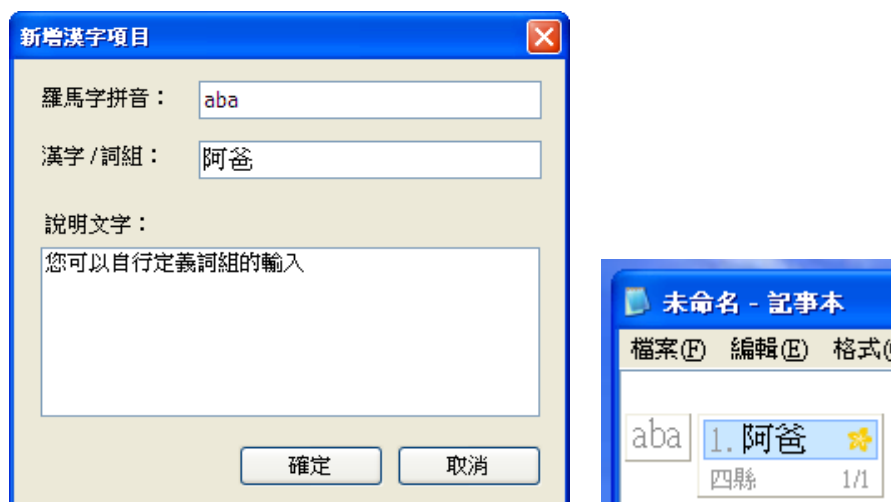 新增漢字項目
羅馬字拼音：
aba
漢字/詞組：
阿爸
說明文字：
您可以自行定義詞組的輸入
確定
取消
未命名 - 記事本
檔案(F) 編輯(E) 格式(
aba
1. 阿爸
四縣 1/1